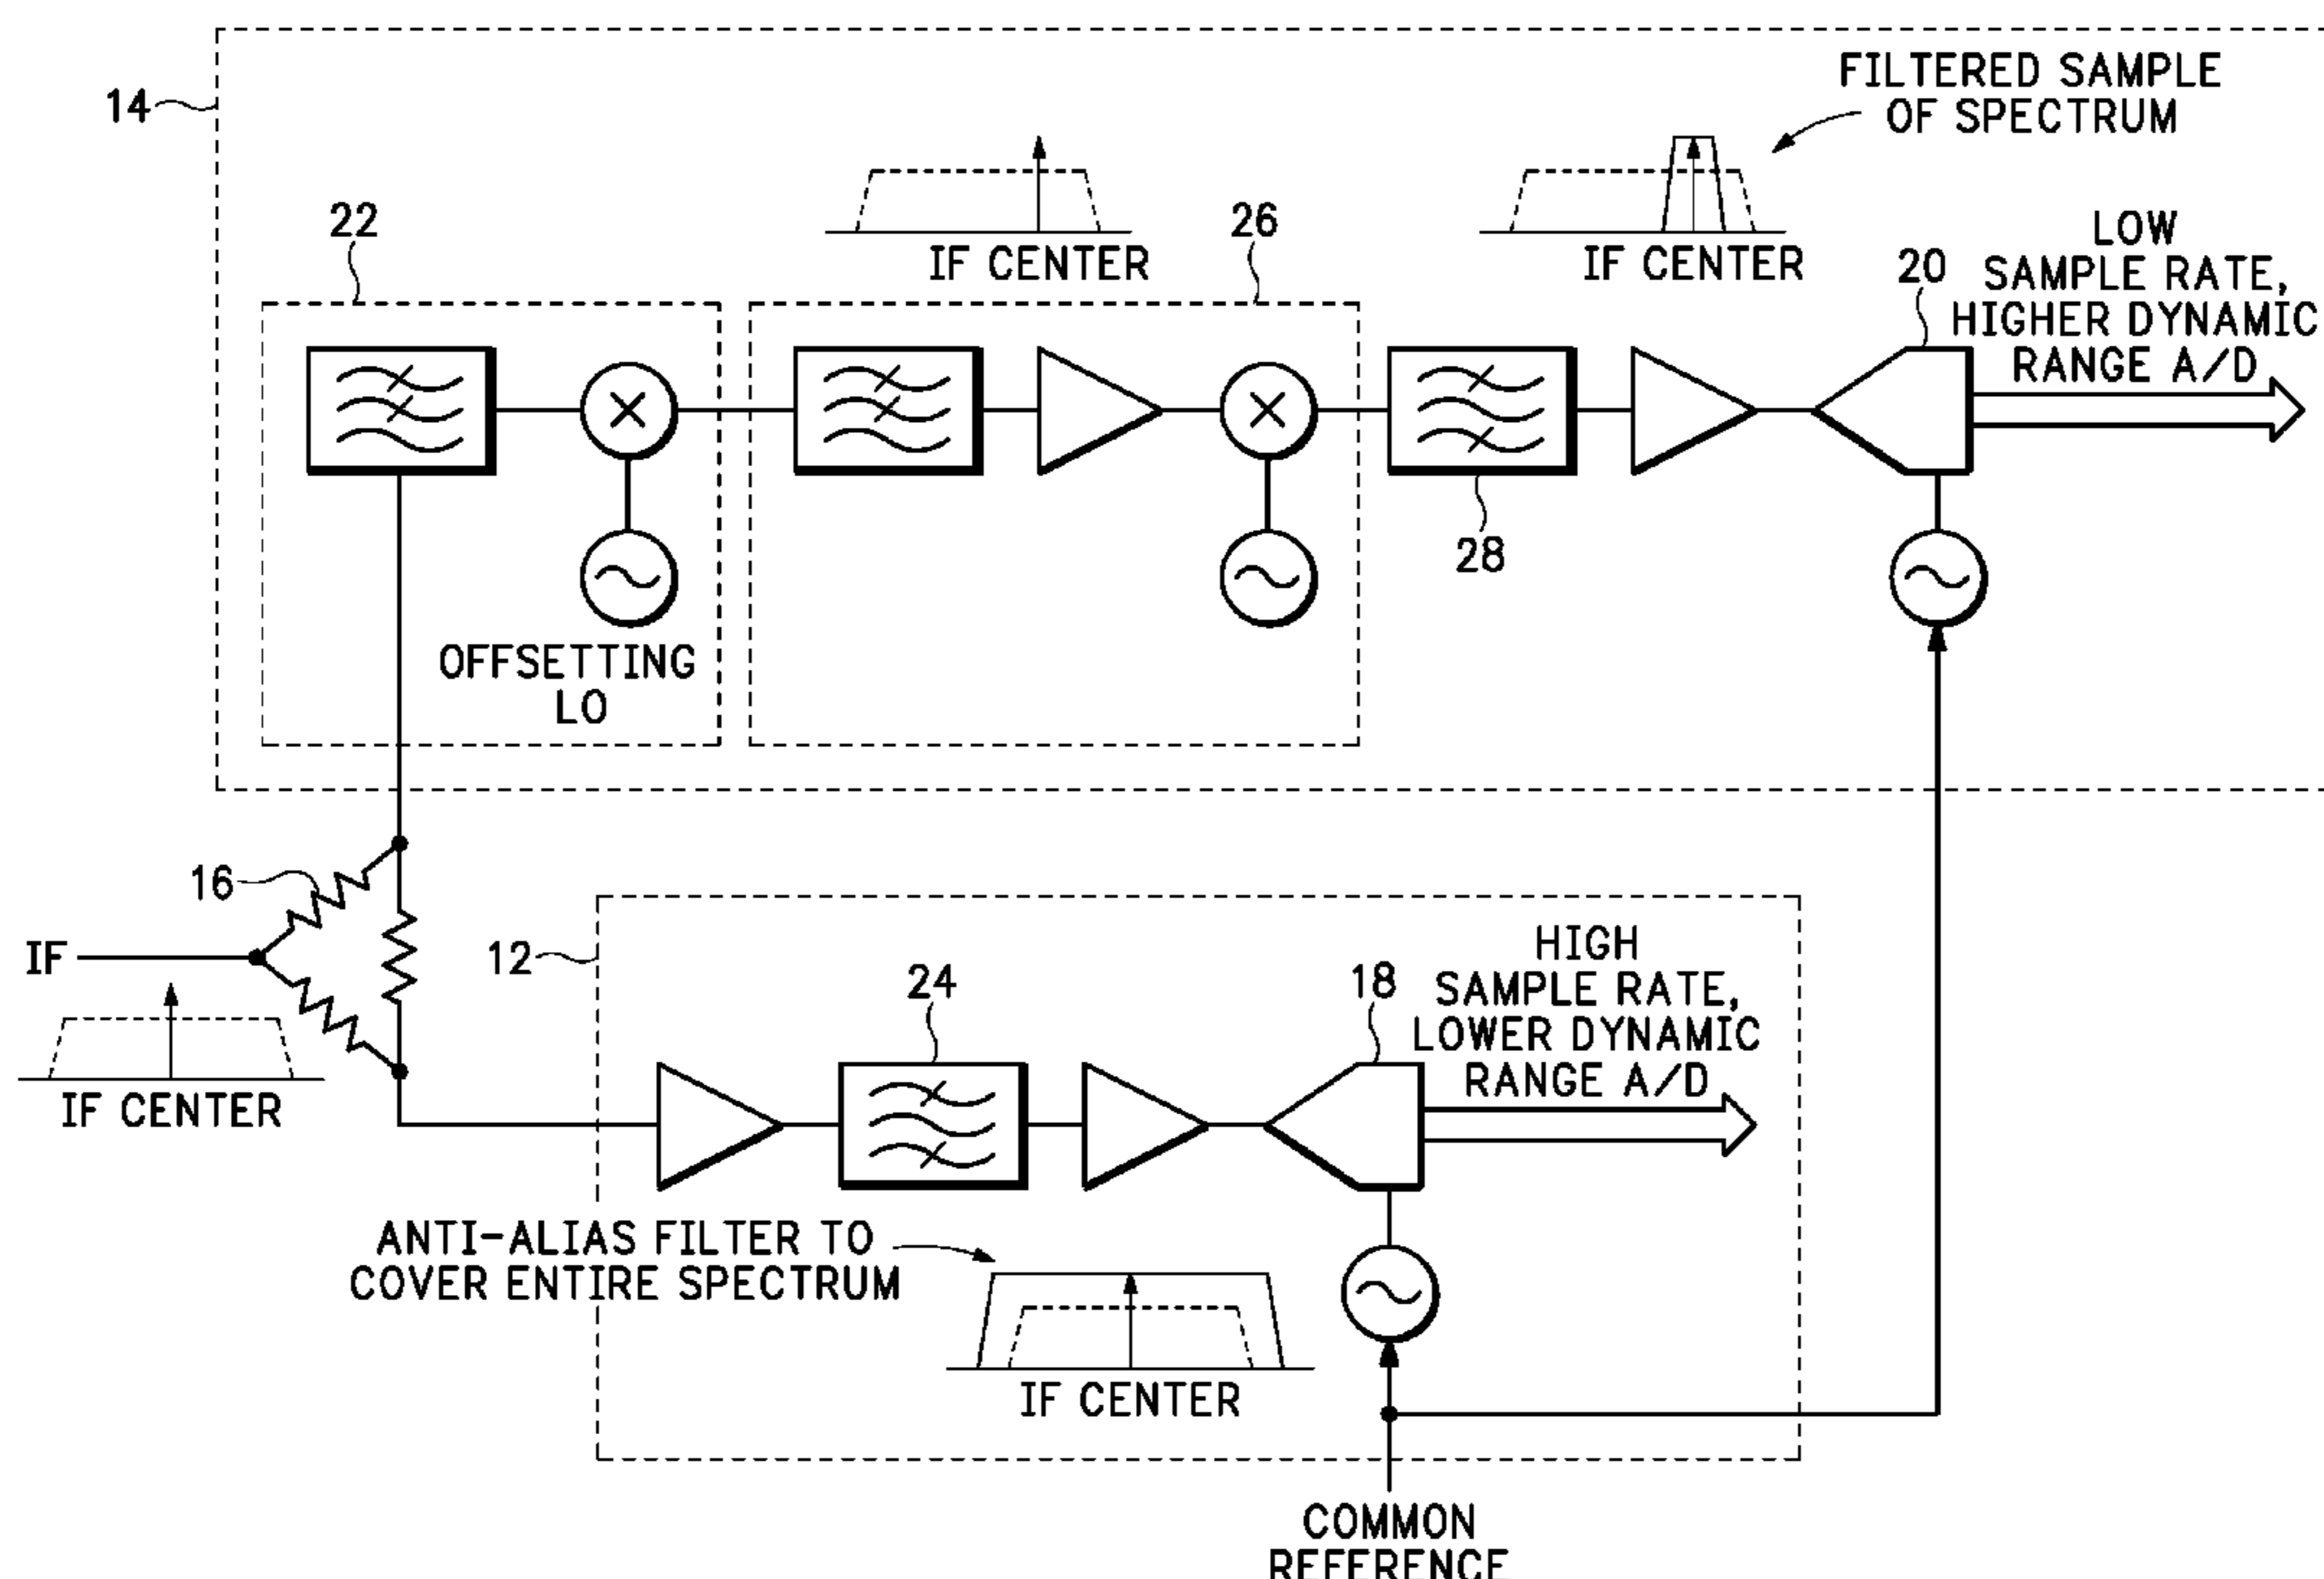 FILTERED SAMPLE
OF SPECTRUM
14
22
26
IF CENTER
IF CENTER
20
LOW
SAMPLE RATE,
HIGHER DYNAMIC
RANGE A/D
28
OFFSETTING
LO
16
IF
IF CENTER
12
24
18
HIGH
SAMPLE RATE,
LOWER DYNAMIC
RANGE A/D
ANTI-ALIAS FILTER TO
COVER ENTIRE SPECTRUM
IF CENTER
COMMON
REFERENCE